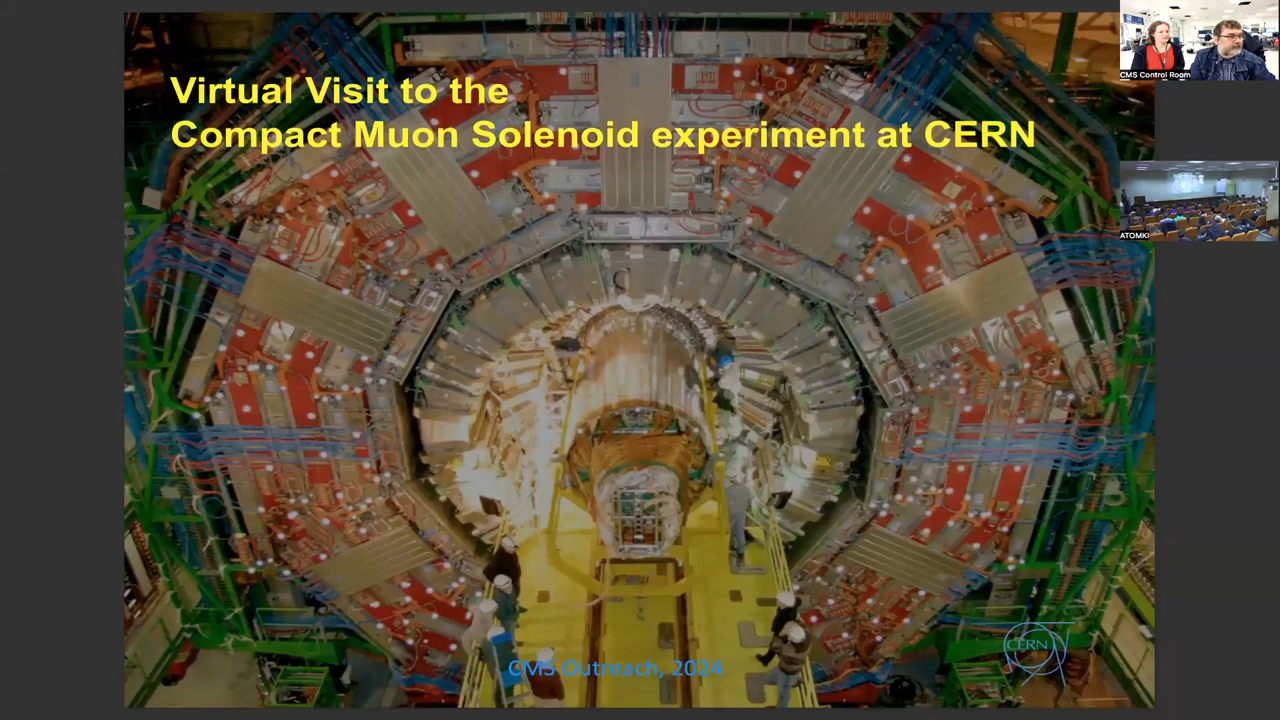 Virtual Visit to the
Compact Muon Solenoid experiment at CERN
CMS Control Room
ATOMKI
CERN
CMS Outreach, 2024